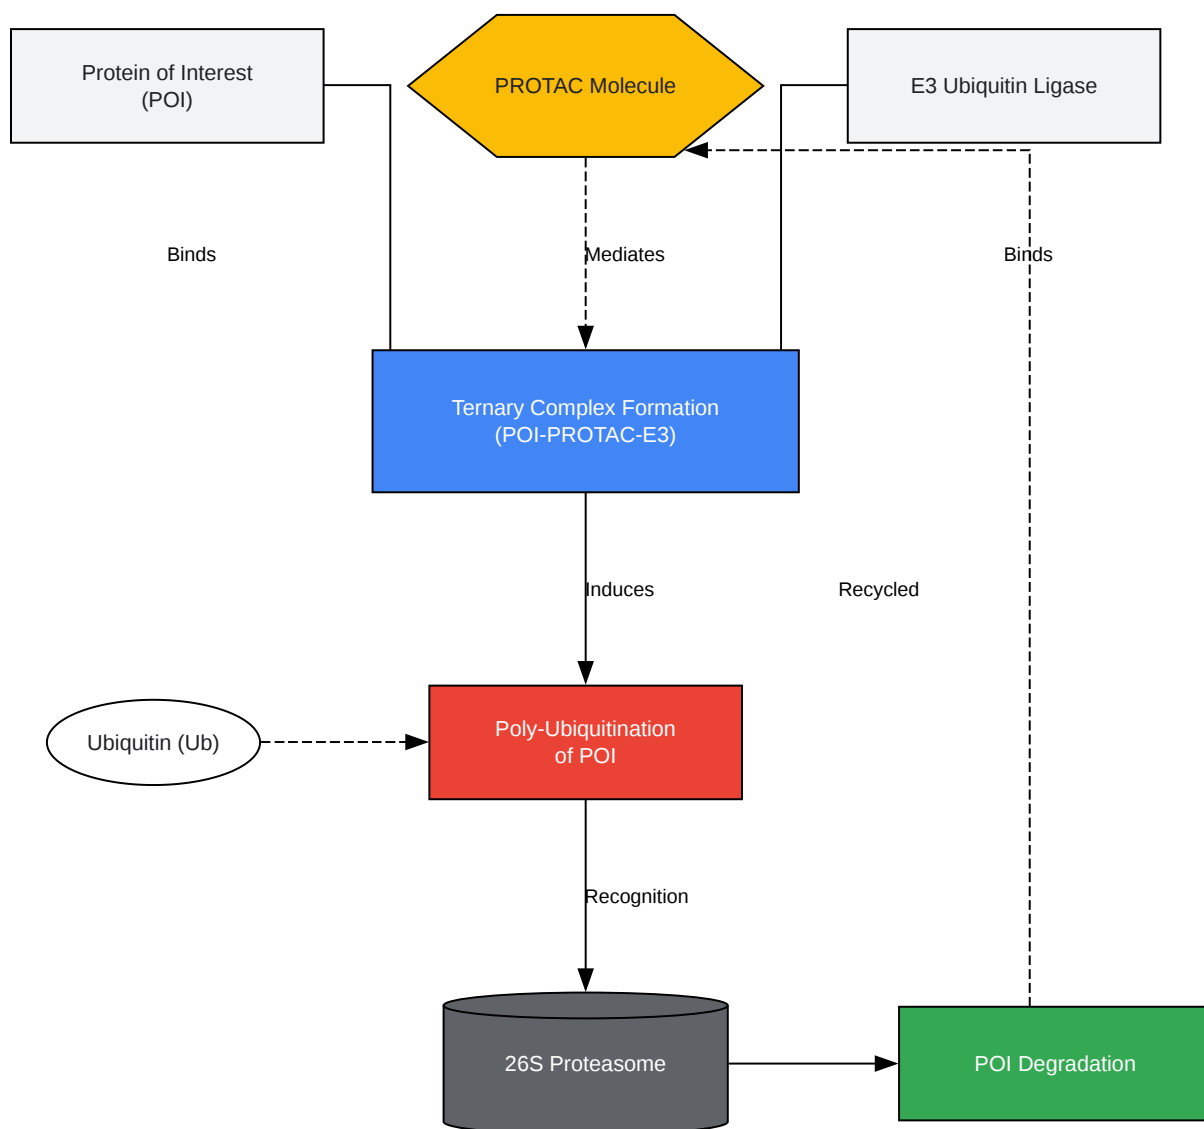 Protein of Interest
(POI)
PROTAC Molecule
E3 Ubiquitin Ligase
Binds
Mediates
Binds
Ternary Complex Formation
(POI-PROTAC-E3)
Induces
Recycled
Ubiquitin (Ub)
Poly-Ubiquitination
of POI
Recognition
26S Proteasome
POI Degradation